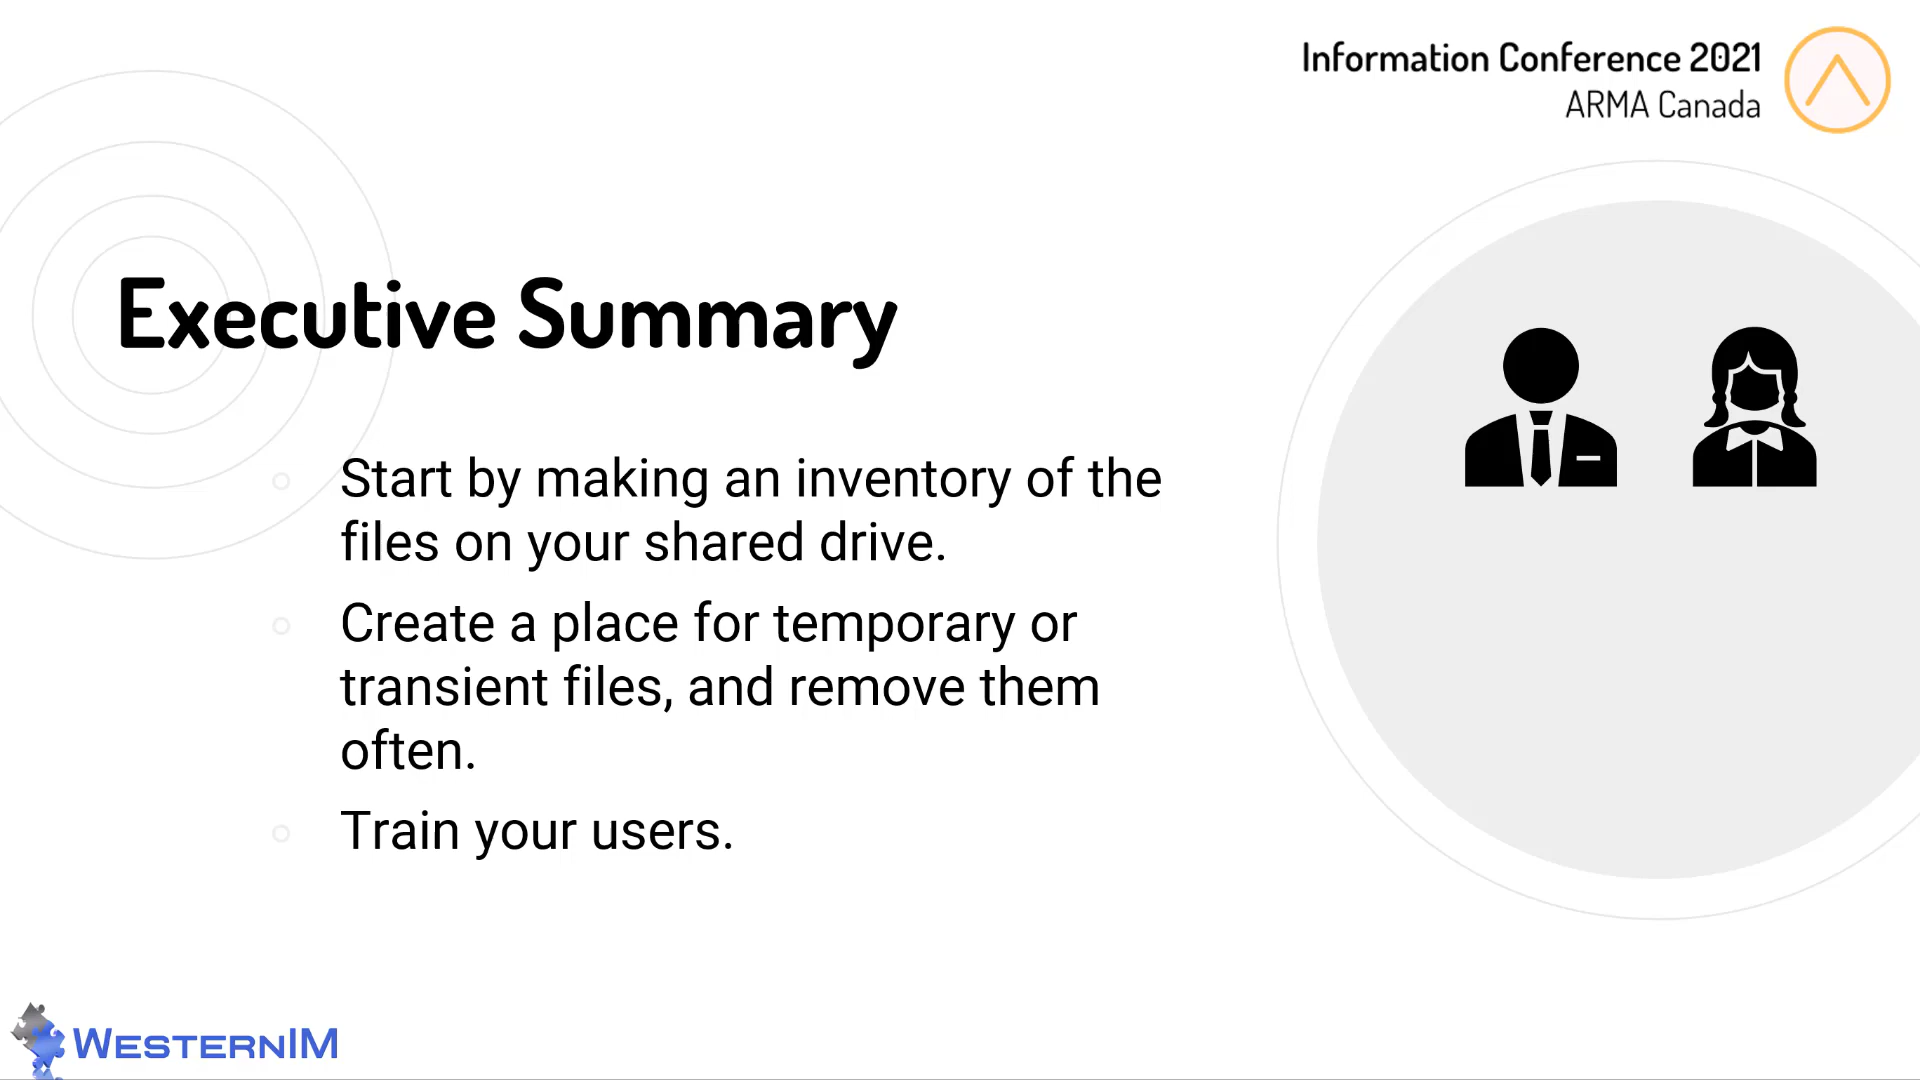 Information Conference 2021
ARMA Canada
Executive Summary
Start by making an inventory of the
files on your shared drive.
Create a place for temporary or
transient files, and remove them
often.
Train your users.
WESTERNIM